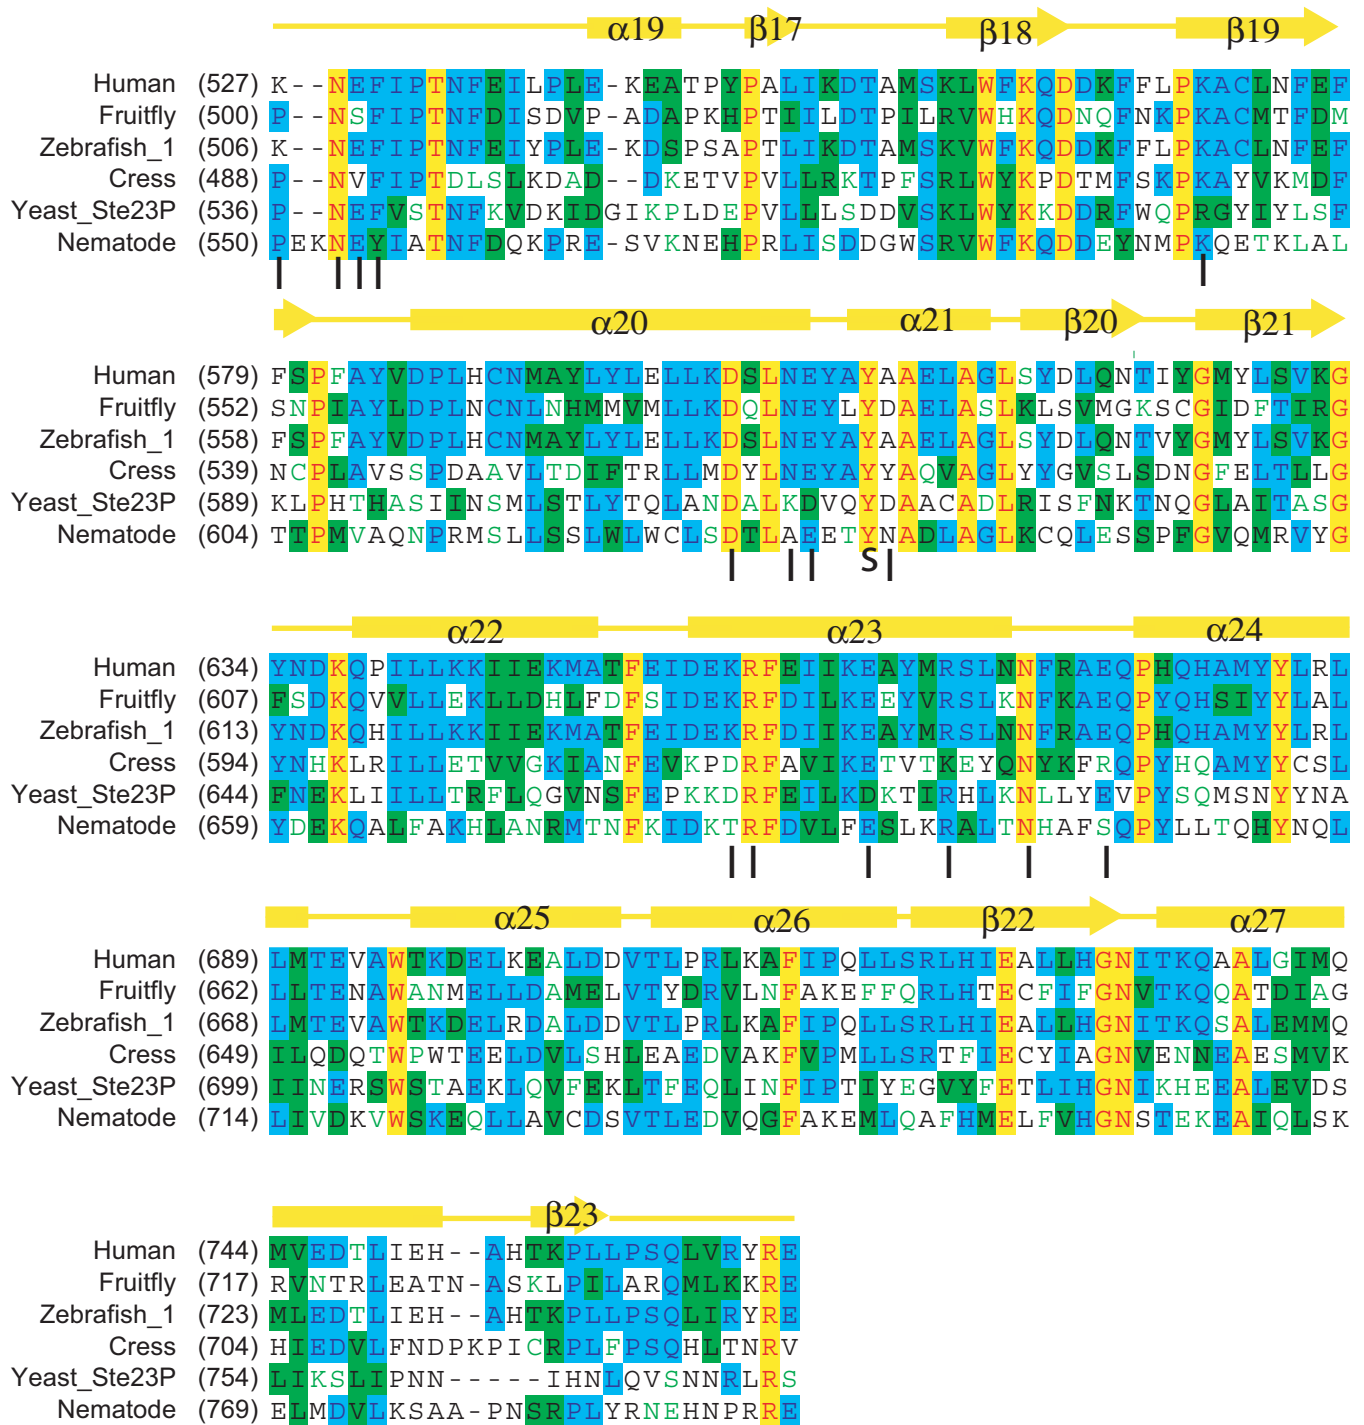 α19 β17 β18 β19
Human (527) K--NEFIPTNFEILPLE-KEATPYPALIKDTAMSKLWFKQDDKFFLPKACLNFEF
Fruitfly (500) P--NSFIPTNFDISDVP-ADAPKHPTIILDTPILRVWHKQDNQFNKPKACMTFDM
Zebrafish_1 (506) K--NEFIPTNFEIYPLE-KDSPSAPTLIKDTAMSKVWFKQDDKFFLPKACLNFEF
Cress (488) P--NVFIPTDLSLKDAD--DKETVPVLLRKTPFSRLWYKPDTMFSKPKAYVKMDF
Yeast_Ste23P (536) P--NEFVSTNFKVDKIDGIKPLDEPVLLLSDDVSKLWYKKDDRFWQPRGYIYLSF
Nematode (550) PEKNEYIATNFDQKPRE-SVKNEHPRLISDDGWSRVWFKQDDEYNMPKQETKLAL
α20 α21 β20 β21
Human (579) FSPFAYVDPLHCNMAYLYLELLKDSLNEYAYAAELAGLSYDLQNTIYGMYLSVKG
Fruitfly (552) SNPIAYLDPLNCNLNHMMVMLLKDQLNEYLYDAELASLKLSVMGKSCGIDFTIRG
Zebrafish_1 (558) FSPFAYVDPLHCNMAYLYLELLKDSLNEYAYAAELAGLSYDLQNTVYGMYLSVKG
Cress (539) NCPLAVSSPDAAVLTDIFTRLLMDYLNEYAYYAQVAGLYYGVSLSDNGFELTLLG
Yeast_Ste23P (589) KLPHTHASIINSMLSTLYTQLANDALKDVQYDAACADLRISFNKTNQGLAITASG
Nematode (604) TTPMVAQNPRMSLLSSLWLWCLSDTLAEETYNADLAGLKCQLESSPFGVQMRVYG
S
α22 α23 α24
Human (634) YNDKQPILLKKIIEKMATFEIDEKRFEIIKEAYMRSLNNFRAEQPHQHAMYYLRL
Fruitfly (607) FSDKQVVLLEKLLDHLFDFSIDEKRFDILKEEYVRSLKNFKAEQPYQHSIYYLAL
Zebrafish_1 (613) YNDKQHILLKKIIEKMATFEIDEKRFDIIKEAYMRSLNNFRAEQPHQHAMYYLRL
Cress (594) YNHKLRILLETVVGKIANFEVKPDRFAVIKETVTKEYQNYKFRQPYHQAMYYCSL
Yeast_Ste23P (644) FNEKLIILLTRFLQGVNSFEPKKDRFEILKDKTIRHLKNLLYEVPYSQMSNYYNA
Nematode (659) YDEKQALFAKHLANRMTNFKIDKTRFDVLFESLKRALTNHAFSQPYLLTQHYNQL
α25 α26 β22 α27
Human (689) LMTEVAWTKDELKEALDDVTLPRLKAFIPQLLSRLHIEALLHGNITKQAALGIMQ
Fruitfly (662) LLTENAWANMELLDAMELVTYDRVLNFAKEFFQRLHTECFIFGNVTKQQATDIAG
Zebrafish_1 (668) LMTEVAWTKDELRDALDDVTLPRLKAFIPQLLSRLHIEALLHGNITKQSALEMMQ
Cress (649) ILQDQTWPWTEELDVLSHLEAEDVAKFVPMLLSRTFIECYIAGNVENNEAESMVK
Yeast_Ste23P (699) IINERSWSTAEKLQVFEKLTFEQLINFIPTIYEGVYFETLIHGNIKHEEALEVDS
Nematode (714) LIVDKVWSKEQLLAVCDSVTLEDVQGFAKEMLQAFHMELFVHGNSTEKEAIQLSK
β23
Human (744) MVEDTLIEH--AHTKPLLPSQLVRYRE
Fruitfly (717) RVNTRLEATN-ASKLPILARQMLKKRE
Zebrafish_1 (723) MLEDTLIEH--AHTKPLLPSQLIRYRE
Cress (704) HIEDVLFNDPKPICRPLFPSQHLTNRV
Yeast_Ste23P (754) LIKSLIPNN-----IHNLQVSNNRLRS
Nematode (769) ELMDVLKSAA-PNSRPLYRNEHNPRRE